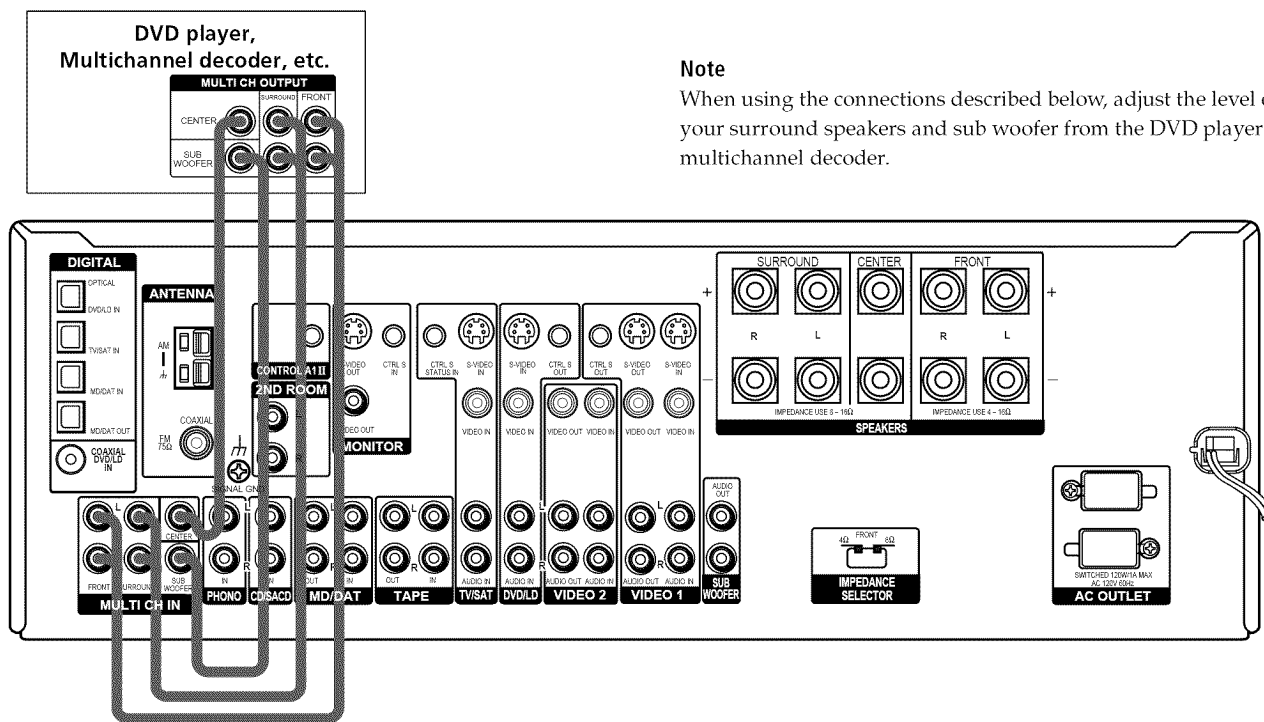 DVD player,
Multichannel decoder, etc.
MULTI CH OUTPUT
SURROUND FRONT
CENTER
SUB
WOOFER
Note
When using the connections described below, adjust the level
your surround speakers and sub woofer from the DVD player
multichannel decoder.
DIGITAL
OPTICAL
DVD/LD IN
TV/SAT IN
MD/DAT IN
MD/DAT OUT
COAXIAL
DVD/LD
IN
ANTENNA
AM
COAXIAL
FM
75Ω
SIGNAL GND
CONTROL A1 II
2ND ROOM
R
S-VIDEO
OUT
CTRL S
IN
VIDEO OUT
MONITOR
CTRL S
STATUS IN
S-VIDEO
IN
VIDEO IN
S-VIDEO
IN
CTRL S
OUT
VIDEO IN
VIDEO OUT VIDEO IN
CTRL S
OUT
S-VIDEO
OUT
S-VIDEO
IN
VIDEO OUT VIDEO IN
SURROUND CENTER FRONT
+ +
R L R L
– –
IMPEDANCE USE 8 – 16Ω IMPEDANCE USE 4 – 16Ω
SPEAKERS
L
CENTER
FRONT SURROUND SUB
WOOFER
MULTI CH IN
L
R
IN
PHONO
IN
CD/SACD
L
R
OUT IN
MD/DAT
L
R
OUT IN
TAPE
AUDIO IN
TV/SAT
AUDIO IN
DVD/LD
L
R
AUDIO OUT AUDIO IN
VIDEO 2
L
R
AUDIO OUT AUDIO IN
VIDEO 1
AUDIO
OUT
SUB
WOOFER
FRONT
4Ω 8Ω
IMPEDANCE
SELECTOR
SWITCHED 120W/1A MAX
AC 120V 60Hz
AC OUTLET